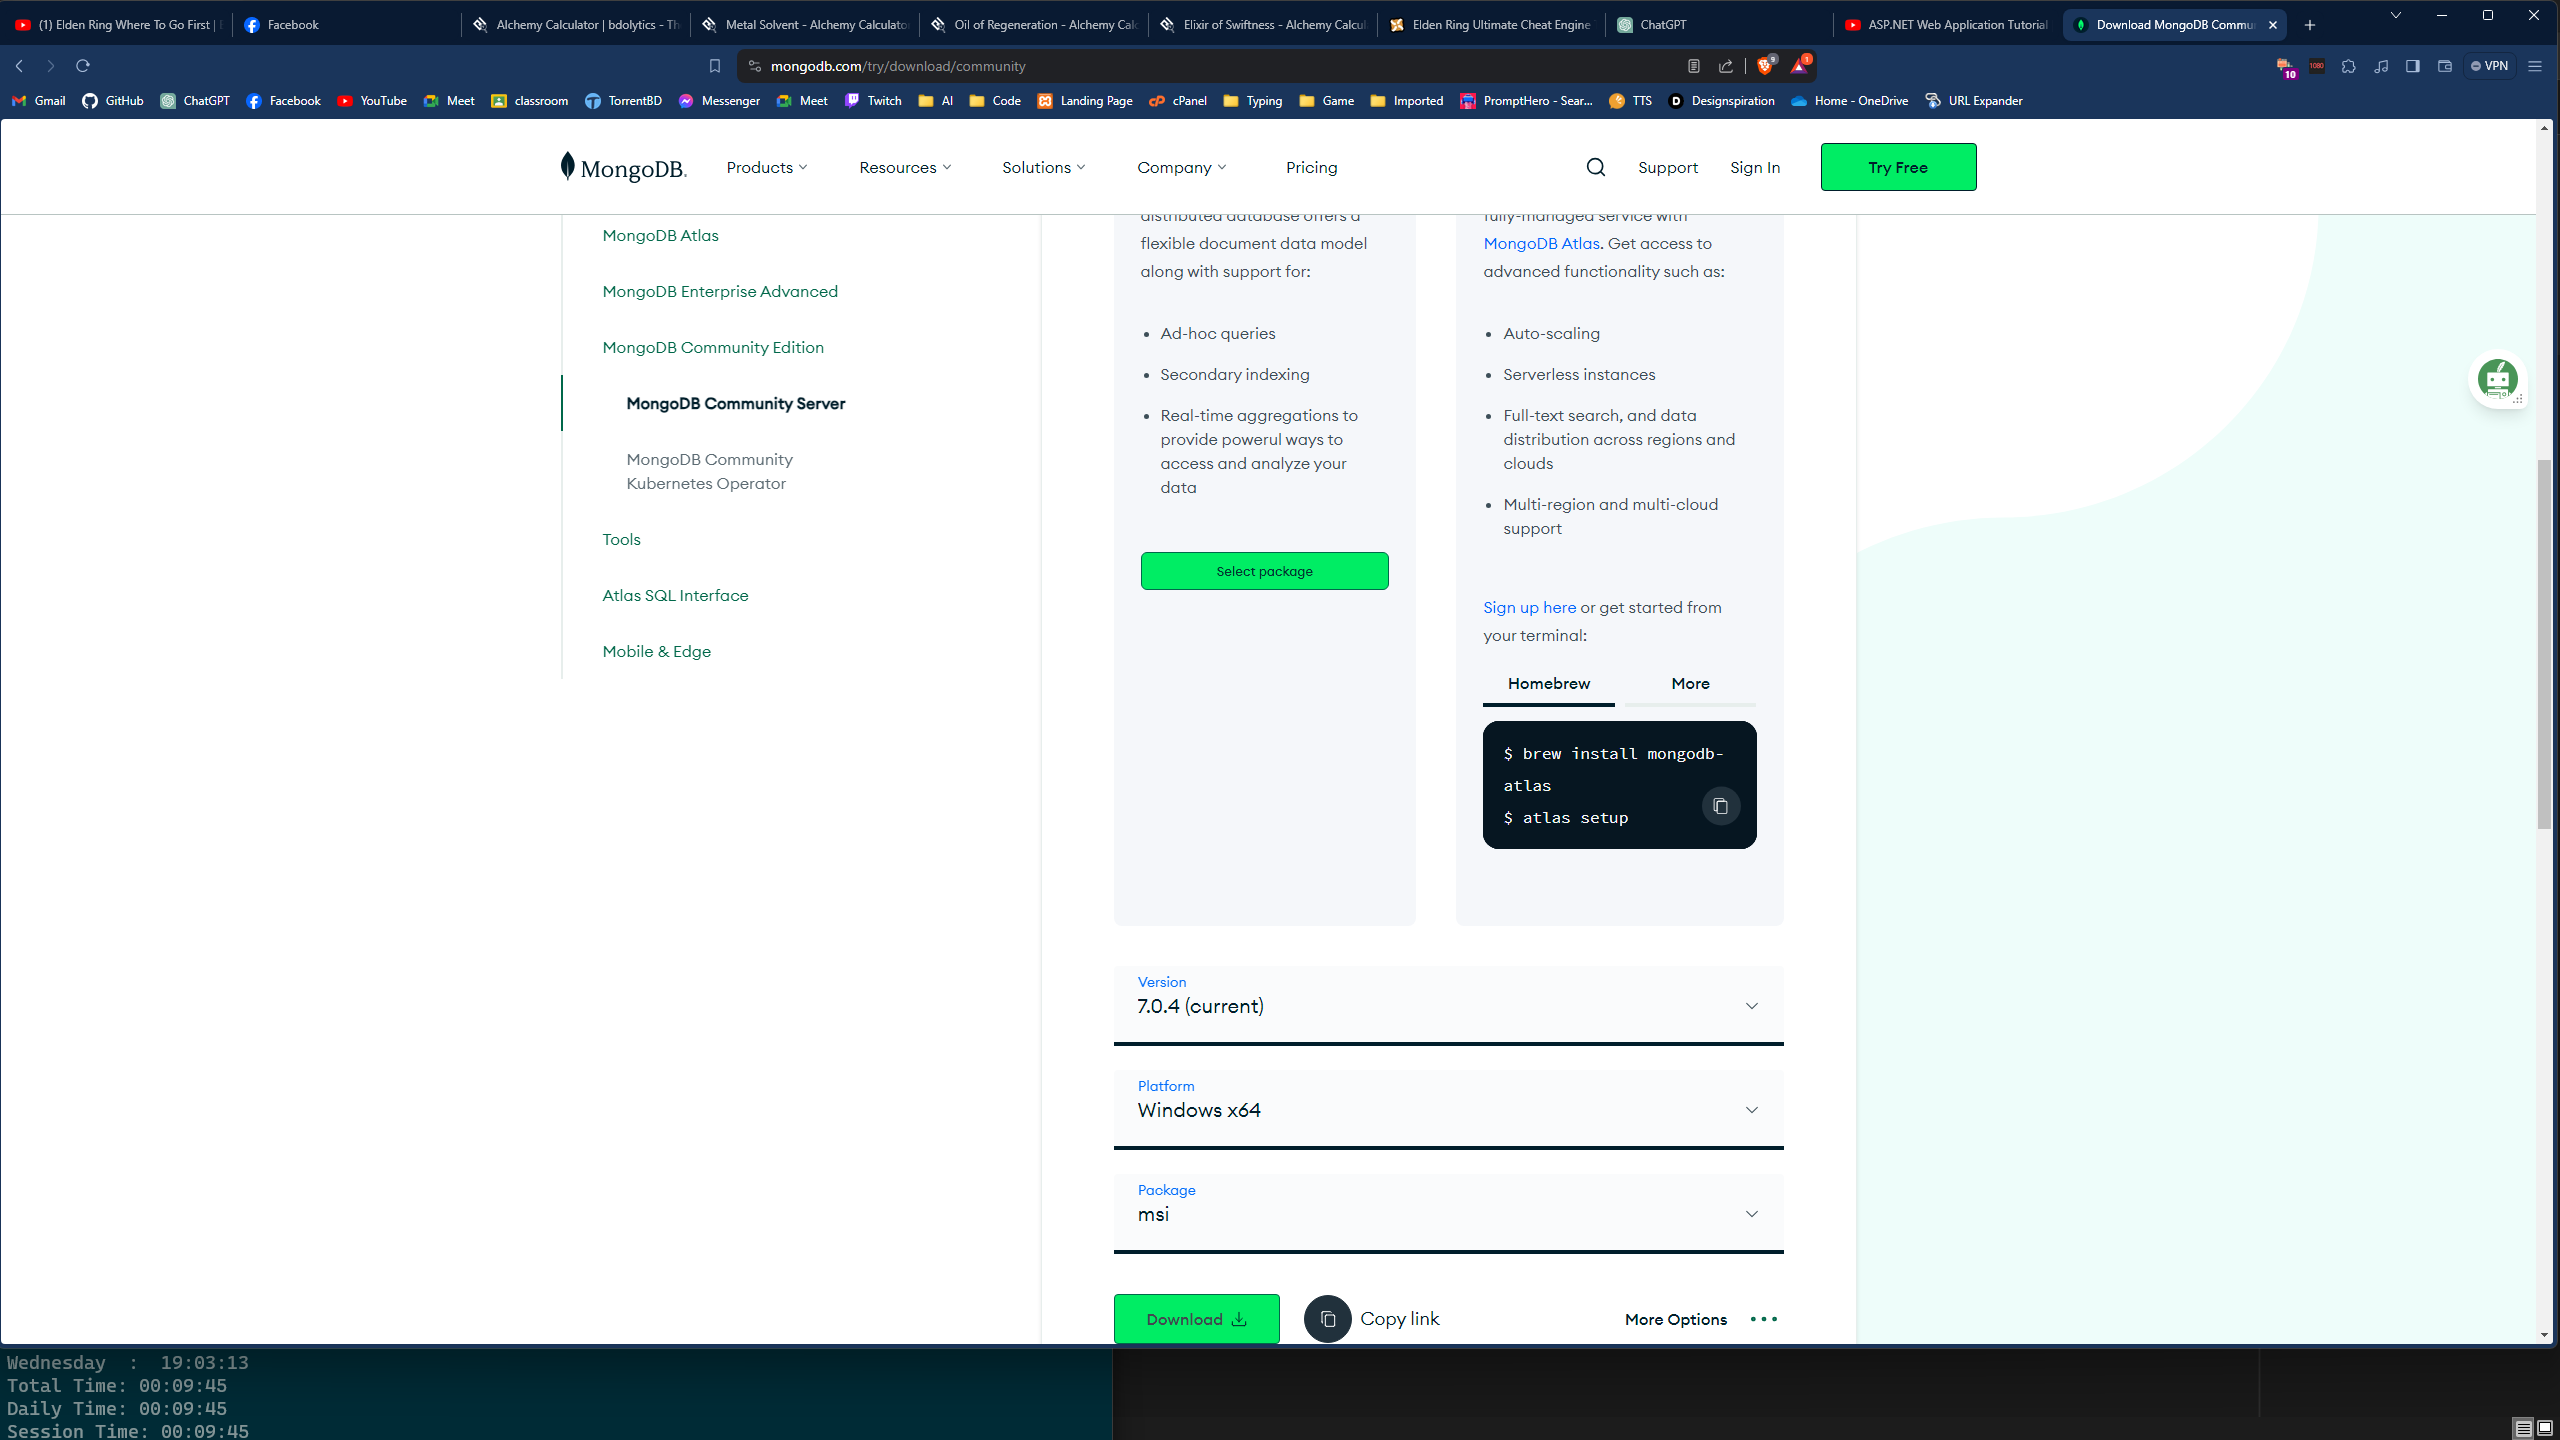 (1) Elden Ring Where To Go First |
Facebook
Alchemy Calculator | bdolytics - Th
Metal Solvent - Alchemy Calculator
Oil of Regeneration - Alchemy Calc
Elixir of Swiftness - Alchemy Calcul
Elden Ring Ultimate Cheat Engine
ChatGPT
ASP.NET Web Application Tutorial
Download MongoDB Commu
mongodb.com/try/download/community
9
1
10
1080
VPN
Gmail
GitHub
ChatGPT
Facebook
YouTube
Meet
classroom
TorrentBD
Messenger
Meet
Twitch
AI
Code
Landing Page
cPanel
Typing
Game
Imported
PromptHero - Sear...
TTS
Designspiration
Home - OneDrive
URL Expander
MongoDB.
Products
Resources
Solutions
Company
Pricing
Support
Sign In
Try Free
MongoDB Atlas
MongoDB Enterprise Advanced
MongoDB Community Edition
MongoDB Community Server
MongoDB Community
Kubernetes Operator
Tools
Atlas SQL Interface
Mobile & Edge
distributed database offers a
flexible document data model
along with support for:
• Ad-hoc queries
• Secondary indexing
• Real-time aggregations to
provide powerul ways to
access and analyze your
data
Select package
fully-managed service with
MongoDB Atlas. Get access to
advanced functionality such as:
• Auto-scaling
• Serverless instances
• Full-text search, and data
distribution across regions and
clouds
• Multi-region and multi-cloud
support
Sign up here or get started from
your terminal:
Homebrew
More
$ brew install mongodb-
atlas
$ atlas setup
Version
7.0.4 (current)
Platform
Windows x64
Package
msi
Download
Copy link
More Options
Wednesday  :  19:03:13
Total Time: 00:09:45
Daily Time: 00:09:45
Session Time: 00:09:45